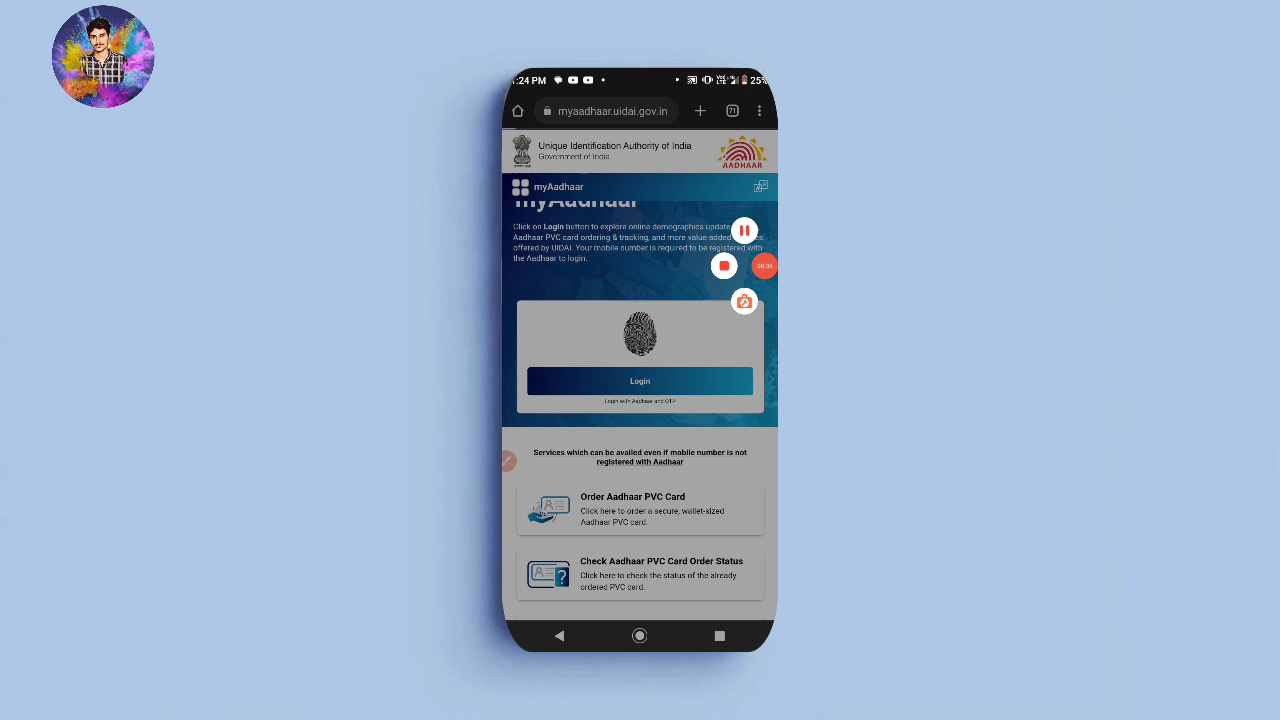 :24 PM
25%
myaadhaar.uidai.gov.in
71
Unique Identification Authority of India
Government of India
AADHAAR
myAadhaar
myAadhaar
Click on Login button to explore online demographics update,
Aadhaar PVC card ordering & tracking, and more value-added
offered by UIDAI. Your mobile number is required to be registered with
the Aadhaar to login.
Login
Login with Aadhaar and OTP
Services which can be availed even if mobile number is not
registered with Aadhaar
Order Aadhaar PVC Card
Click here to order a secure, wallet-sized
Aadhaar PVC card.
Check Aadhaar PVC Card Order Status
Click here to check the status of the already
ordered PVC card.